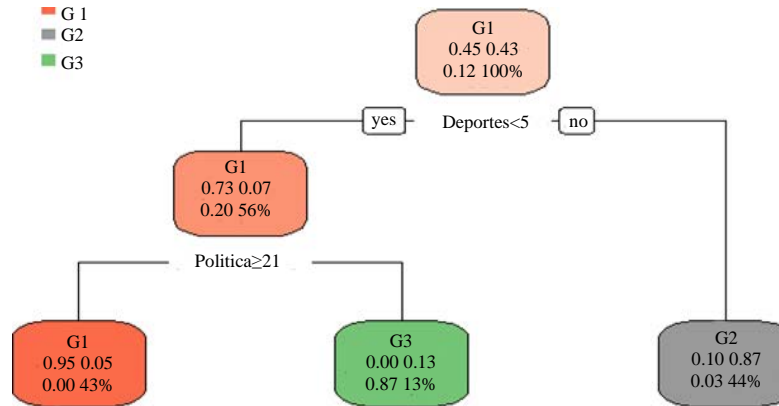 G 1
G2
G3
G1
0.45 0.43
0.12 100%
yes
Deportes<5
no
G1
0.73 0.07
0.20 56%
Politica≥21
G1
0.95 0.05
0.00 43%
G3
0.00 0.13
0.87 13%
G2
0.10 0.87
0.03 44%